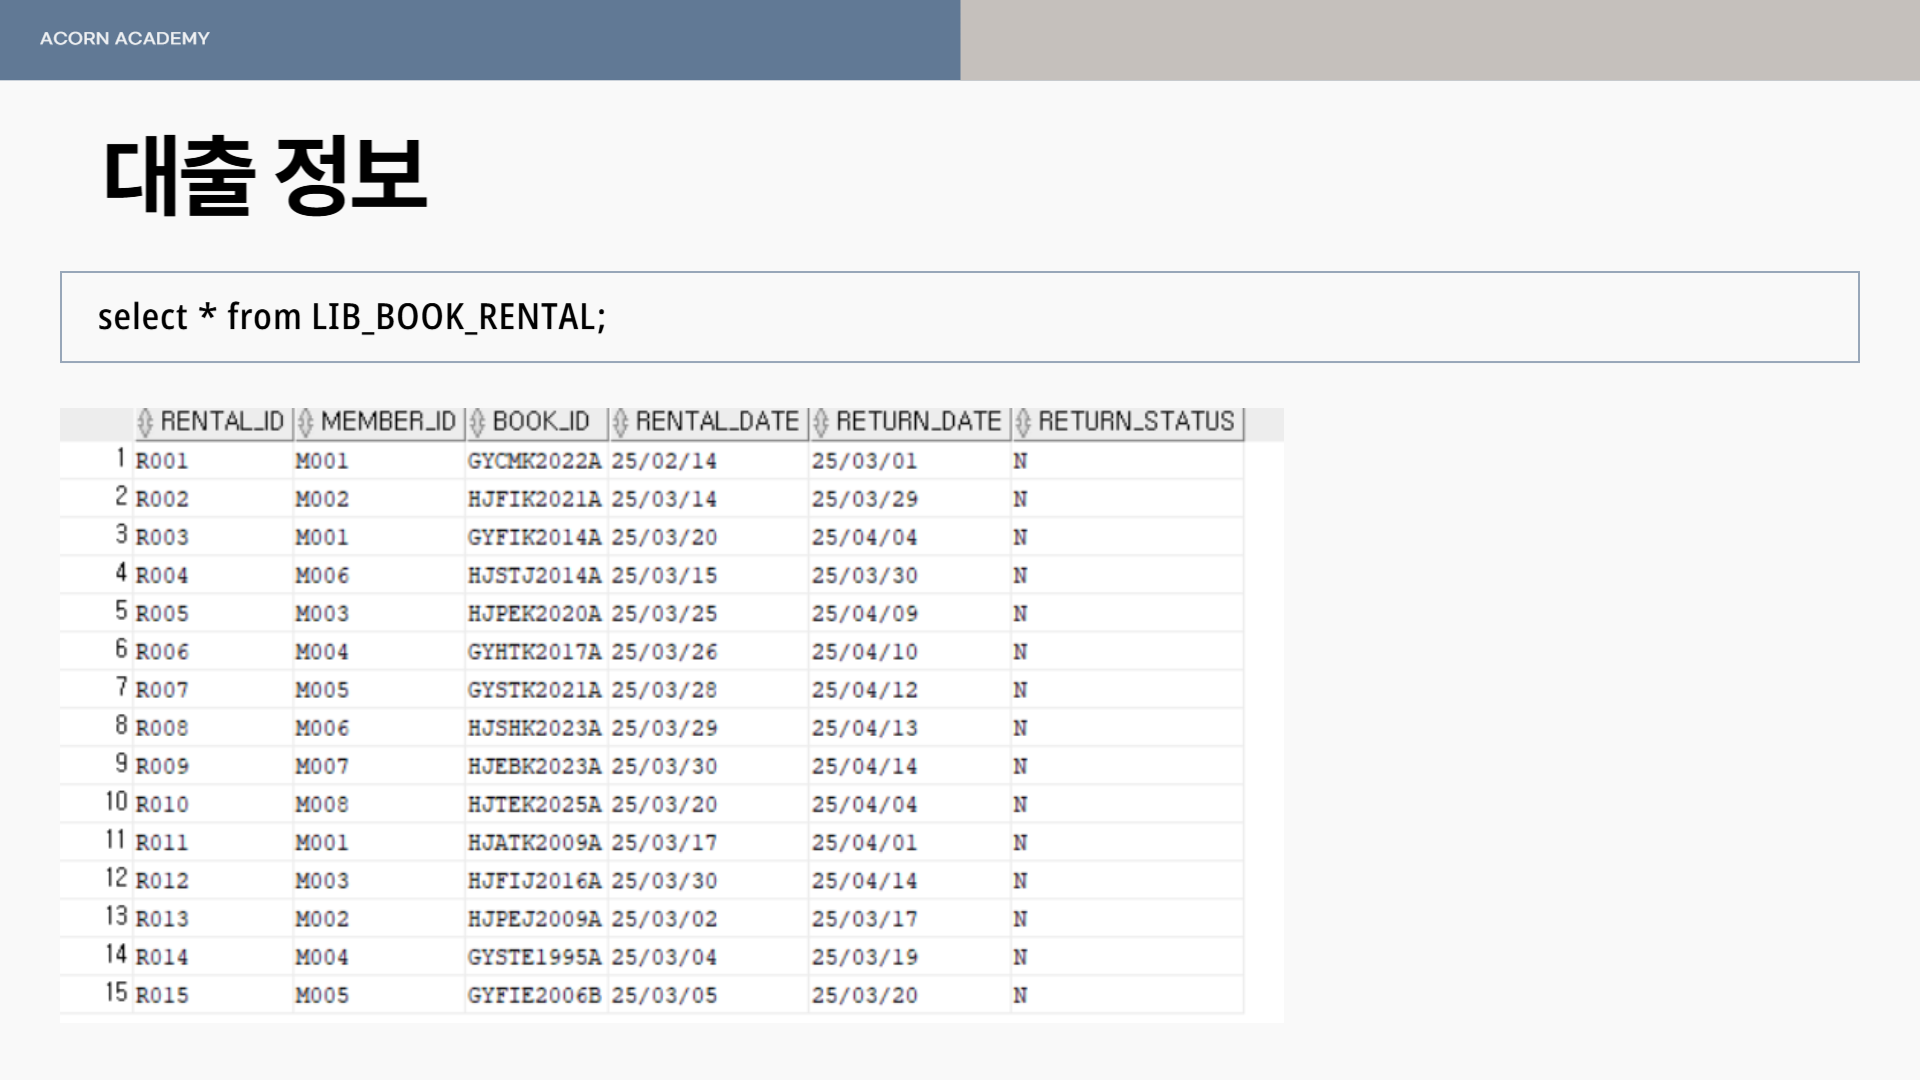 ACORN ACADEMY
대출 정보
select * from LIB_BOOK_RENTAL;
RENTAL_ID MEMBER_ID BOOK_ID RENTAL_DATE RETURN_DATE RETURN_STATUS
1 R001 M001 GYCMK2022A 25/02/14 25/03/01 N
2 R002 M002 HJFIK2021A 25/03/14 25/03/29 N
3 R003 M001 GYFIK2014A 25/03/20 25/04/04 N
4 R004 M006 HJSTJ2014A 25/03/15 25/03/30 N
5 R005 M003 HJPEK2020A 25/03/25 25/04/09 N
6 R006 M004 GYHTK2017A 25/03/26 25/04/10 N
7 R007 M005 GYSTK2021A 25/03/28 25/04/12 N
8 R008 M006 HJSHK2023A 25/03/29 25/04/13 N
9 R009 M007 HJEBK2023A 25/03/30 25/04/14 N
10 R010 M008 HJTEK2025A 25/03/20 25/04/04 N
11 R011 M001 HJATK2009A 25/03/17 25/04/01 N
12 R012 M003 HJFIJ2016A 25/03/30 25/04/14 N
13 R013 M002 HJPEJ2009A 25/03/02 25/03/17 N
14 R014 M004 GYSTE1995A 25/03/04 25/03/19 N
15 R015 M005 GYFIE2006B 25/03/05 25/03/20 N